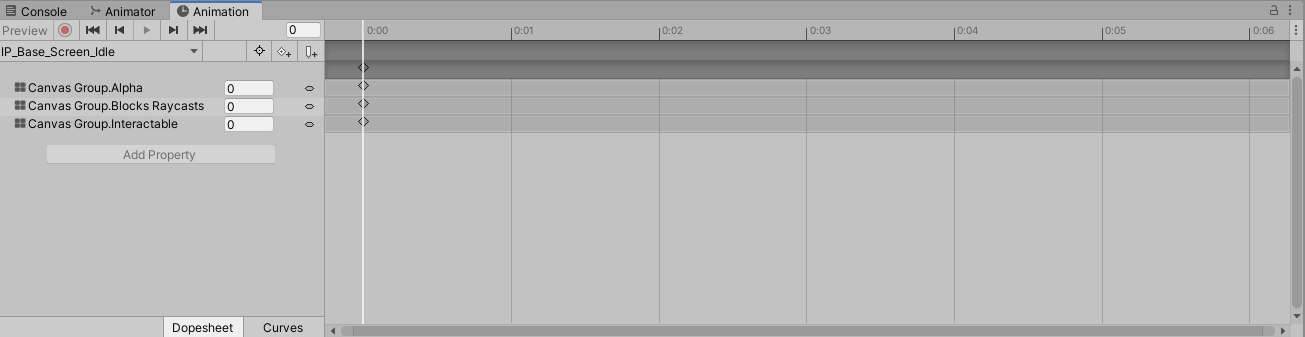 Console Animator Animation
Preview 0 0:00 0:01 0:02 0:03 0:04 0:05 0:06
IP_Base_Screen_Idle
Canvas Group.Alpha 0
Canvas Group.Blocks Raycasts 0
Canvas Group.Interactable 0
Add Property
Dopesheet Curves